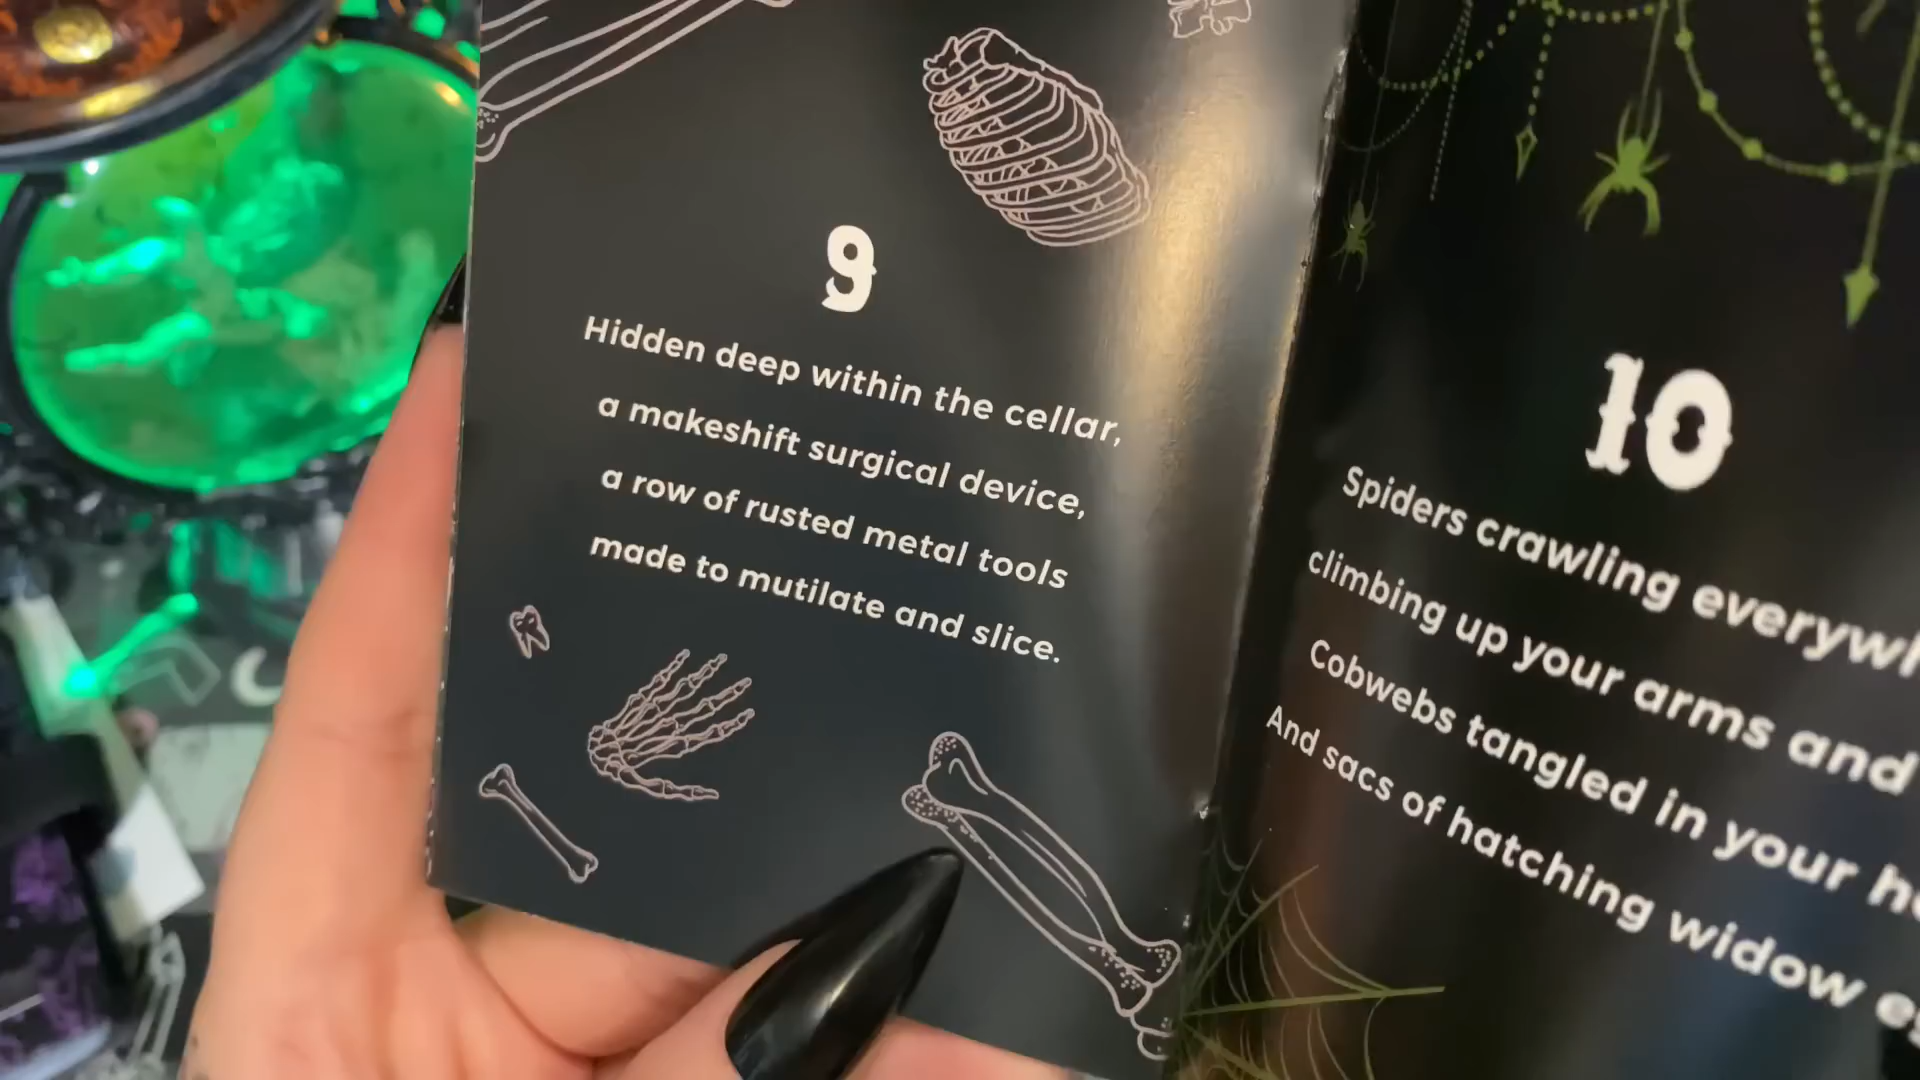 9
Hidden deep within the cellar,
a makeshift surgical device,
a row of rusted metal tools
made to mutilate and slice.
10
Spiders crawling
climbing up your arms and
Cobwebs tangled in your
And sacs of hatching widow